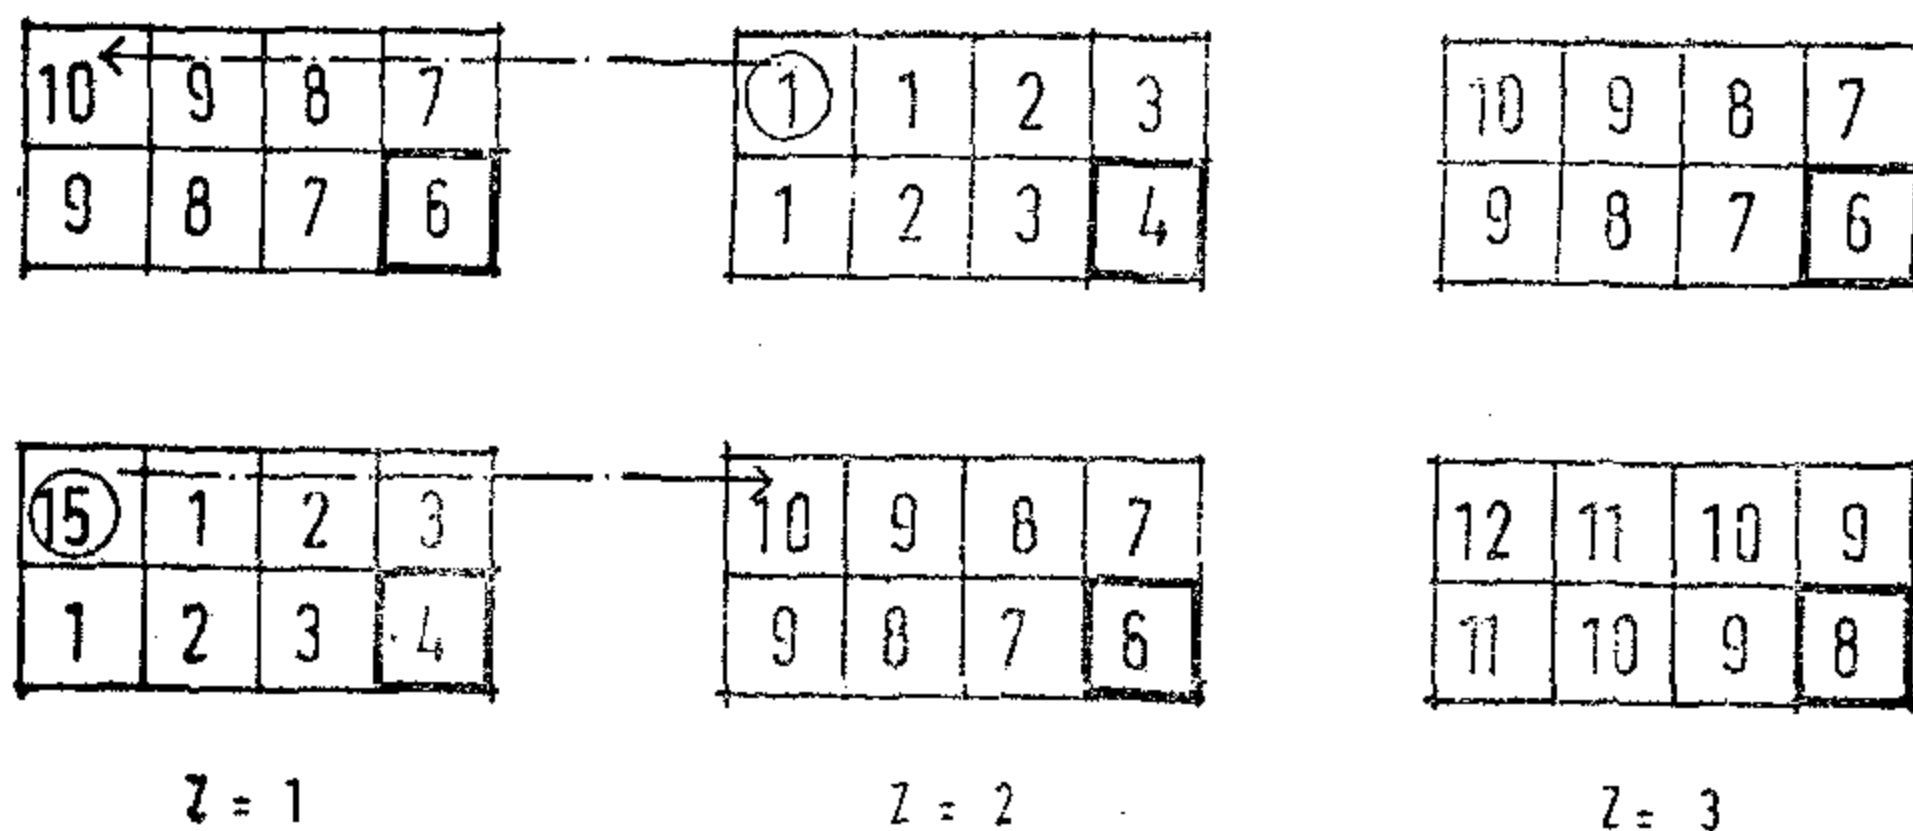 10 9 8 7 1 1 2 3 10 9 8 7
9 8 7 6 1 2 3 4 9 8 7 6
15 1 2 3 10 9 8 7 12 11 10 9
1 2 3 4 9 8 7 6 11 10 9 8
Z = 1 Z = 2 Z = 3